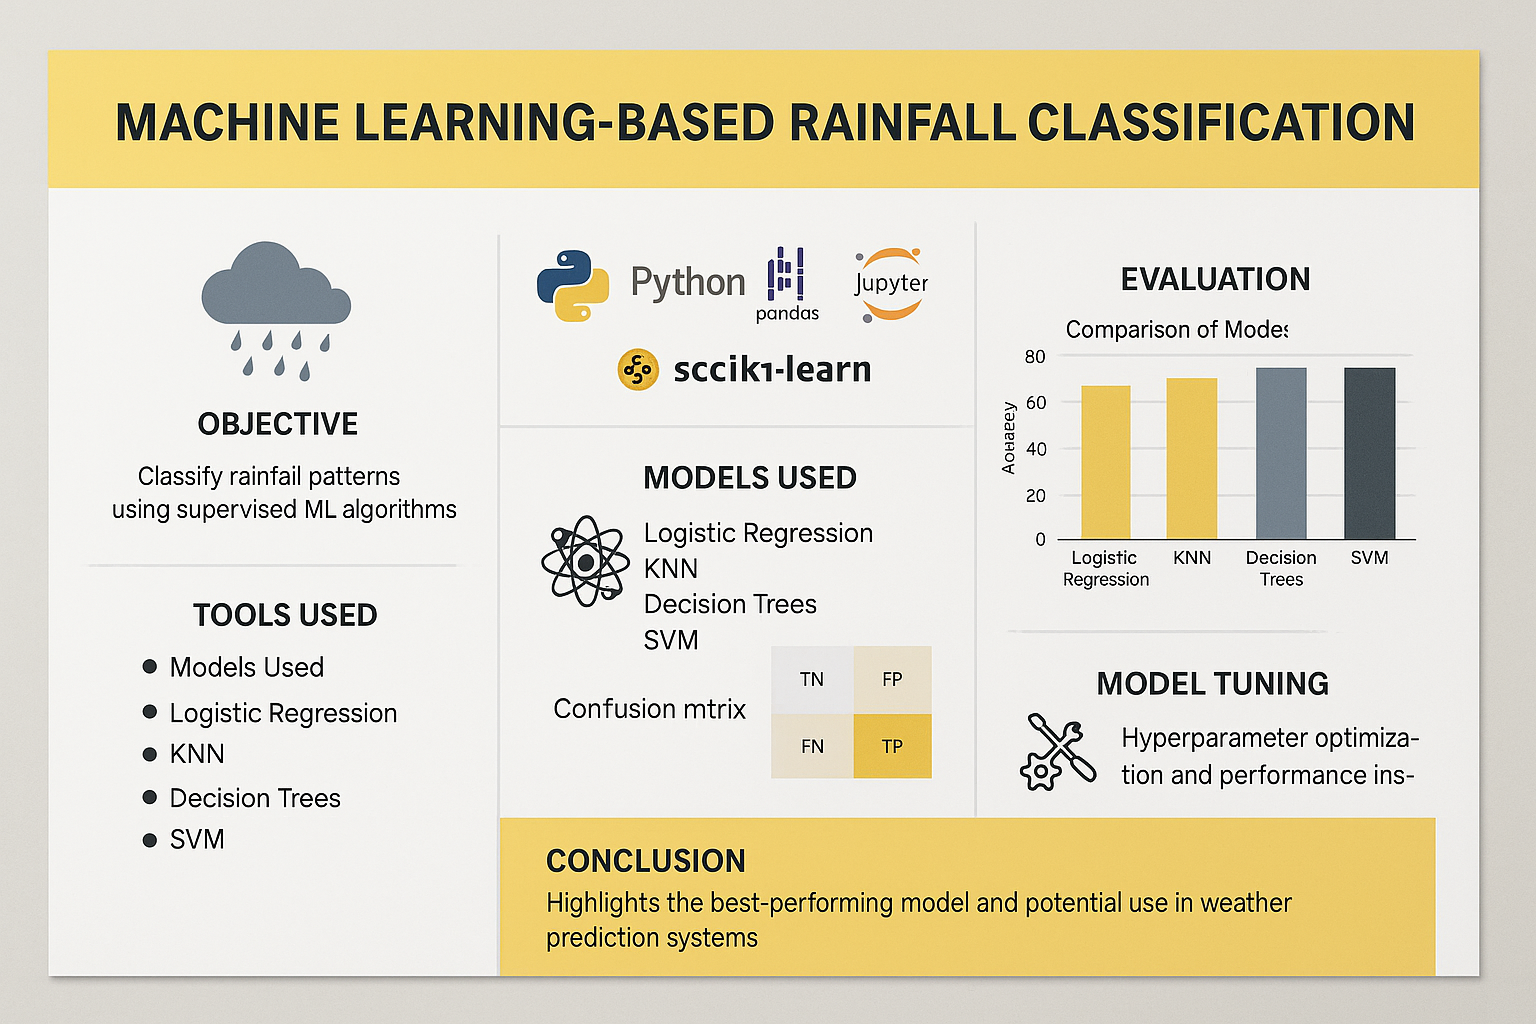 MACHINE LEARNING-BASED RAINFALL CLASSIFICATION
OBJECTIVE
Classify rainfail patterns
using supervised ML algorithms
TOOLS USED
Models Used
Logistic Regression
KNN
Decision Trees
SVM
Python
pandas
Jupyter
sccik1-learn
MODELS USED
Logistic Regression
KNN
Decision Trees
SVM
Confusion mtrix
TN FP
FN TP
EVALUATION
Comparison of Modes
80
60
40
20
0
Logistic
Regression
KNN
Decision
Trees
SVM
MODEL TUNING
Hyperparameter optimiza-
tion and performance ins-
CONCLUSION
Highlights the best-performing model and potential use in weather
prediction systems